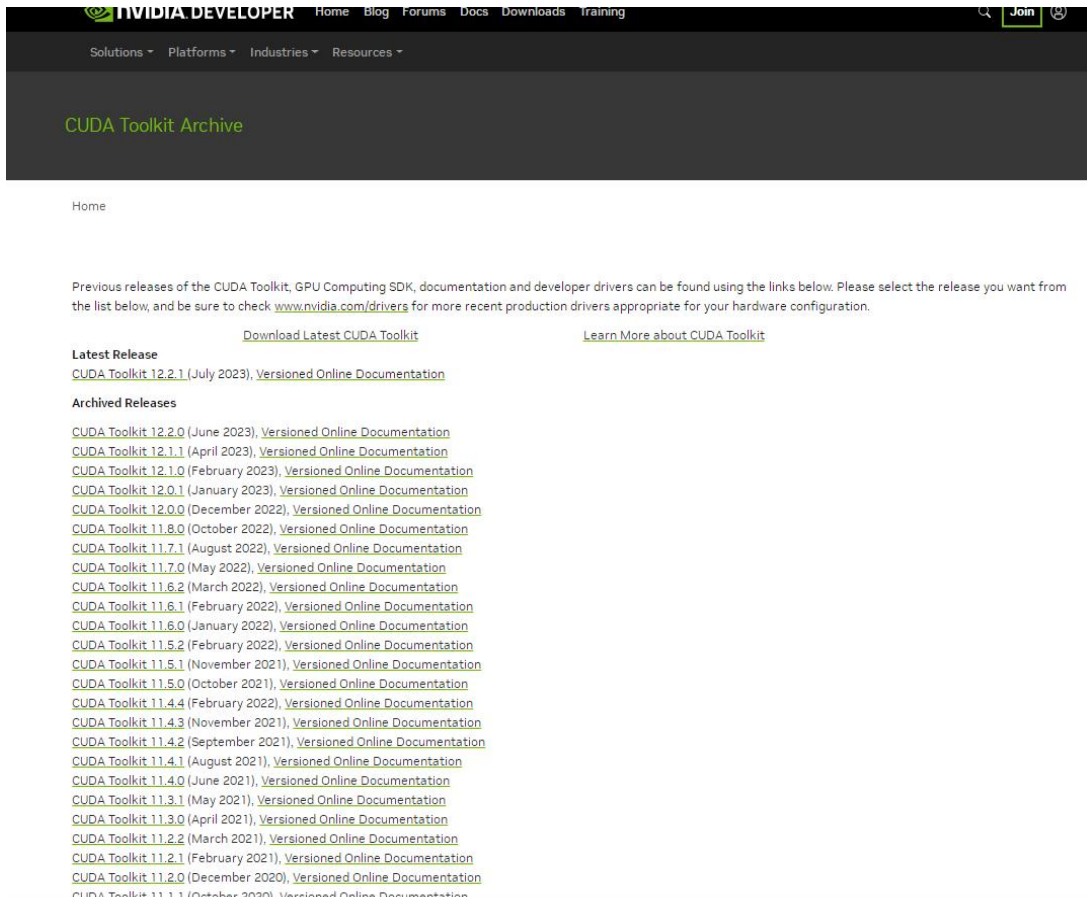 NVIDIA DEVELOPER Home Blog Forums Docs Downloads Training Join
Solutions Platforms Industries Resources
CUDA Toolkit Archive
Home
Previous releases of the CUDA Toolkit, GPU Computing SDK, documentation and developer drivers can be found using the links below. Please select the release you want from
the list below, and be sure to check www.nvidia.com/drivers for more recent production drivers appropriate for your hardware configuration.
Download Latest CUDA Toolkit Learn More about CUDA Toolkit
Latest Release
CUDA Toolkit 12.2.1 (July 2023), Versioned Online Documentation
Archived Releases
CUDA Toolkit 12.2.0 (June 2023), Versioned Online Documentation
CUDA Toolkit 12.1.1 (April 2023), Versioned Online Documentation
CUDA Toolkit 12.1.0 (February 2023), Versioned Online Documentation
CUDA Toolkit 12.0.1 (January 2023), Versioned Online Documentation
CUDA Toolkit 12.0.0 (December 2022), Versioned Online Documentation
CUDA Toolkit 11.8.0 (October 2022), Versioned Online Documentation
CUDA Toolkit 11.7.1 (August 2022), Versioned Online Documentation
CUDA Toolkit 11.7.0 (May 2022), Versioned Online Documentation
CUDA Toolkit 11.6.2 (March 2022), Versioned Online Documentation
CUDA Toolkit 11.6.1 (February 2022), Versioned Online Documentation
CUDA Toolkit 11.6.0 (January 2022), Versioned Online Documentation
CUDA Toolkit 11.5.2 (February 2022), Versioned Online Documentation
CUDA Toolkit 11.5.1 (November 2021), Versioned Online Documentation
CUDA Toolkit 11.5.0 (October 2021), Versioned Online Documentation
CUDA Toolkit 11.4.4 (February 2022), Versioned Online Documentation
CUDA Toolkit 11.4.3 (November 2021), Versioned Online Documentation
CUDA Toolkit 11.4.2 (September 2021), Versioned Online Documentation
CUDA Toolkit 11.4.1 (August 2021), Versioned Online Documentation
CUDA Toolkit 11.4.0 (June 2021), Versioned Online Documentation
CUDA Toolkit 11.3.1 (May 2021), Versioned Online Documentation
CUDA Toolkit 11.3.0 (April 2021), Versioned Online Documentation
CUDA Toolkit 11.2.2 (March 2021), Versioned Online Documentation
CUDA Toolkit 11.2.1 (February 2021), Versioned Online Documentation
CUDA Toolkit 11.2.0 (December 2020), Versioned Online Documentation
CUDA Toolkit 11.1.1 (October 2020), Versioned Online Documentation